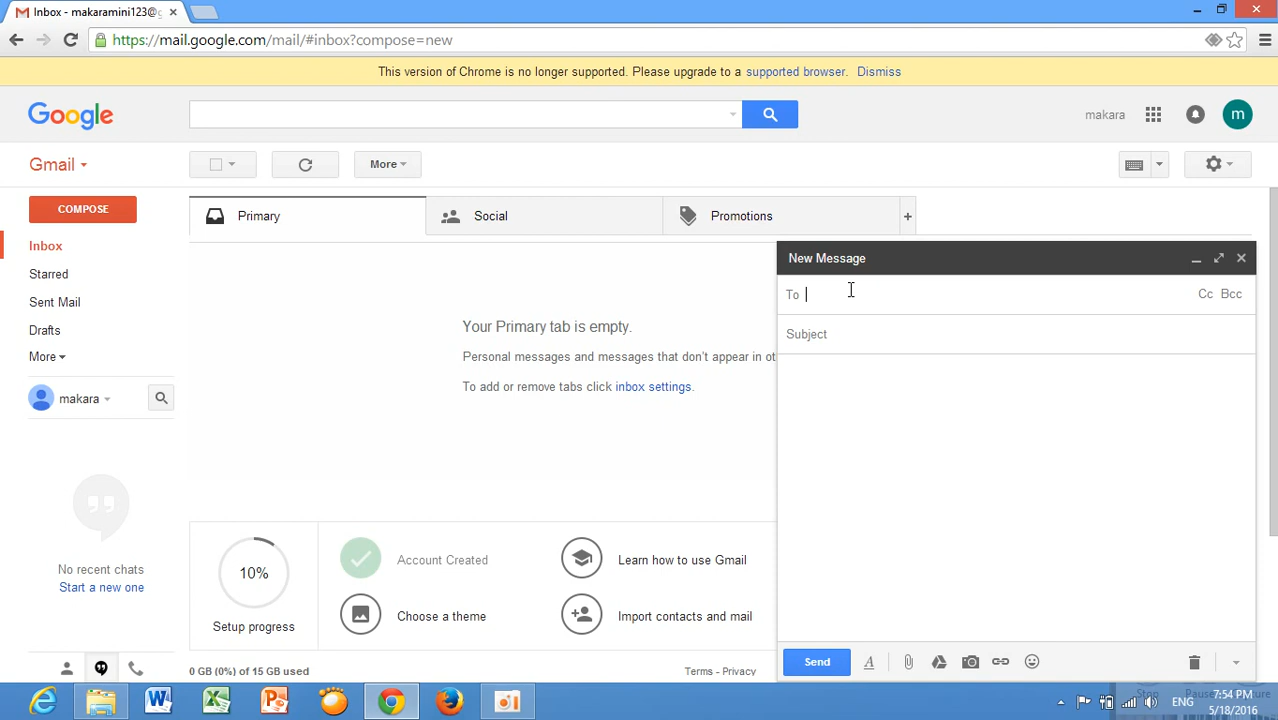 Inbox - makaramini123@g
https://mail.google.com/mail/#inbox?compose=new
This version of Chrome is no longer supported. Please upgrade to a supported browser. Dismiss
Google
makara
m
Gmail
More
COMPOSE
Primary
Social
Promotions
+
Inbox
Starred
Sent Mail
Drafts
More
makara
No recent chats
Start a new one
Your Primary tab is empty.
Personal messages and messages that don't appear in ot
To add or remove tabs click inbox settings.
New Message
To
Cc Bcc
Subject
10%
Setup progress
Account Created
Learn how to use Gmail
Choose a theme
Import contacts and mail
0 GB (0%) of 15 GB used
Terms - Privacy
Send
Stop
ENG
7:54 PM
5/18/2016